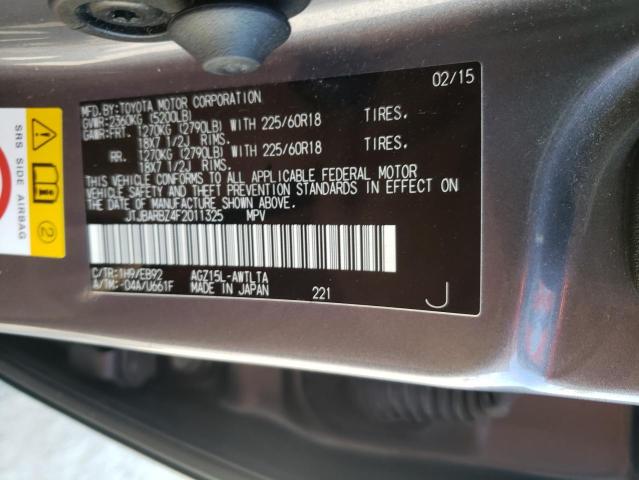 02/15
MFD.BY:TOYOTA MOTOR CORPORATION
GVWR:2360KG (5200LB)
GAWR:FRT. 1270KG (2790LB) WITH 225/60R18 TIRES.
18X7 1/2J RIMS.
RR. 1270KG (2790LB) WITH 225/60R18 TIRES.
18X7 1/2J RIMS.
THIS VEHICLE CONFORMS TO ALL APPLICABLE FEDERAL MOTOR
VEHICLE SAFETY AND THEFT PREVENTION STANDARDS IN EFFECT ON
THE DATE OF MANUFACTURE SHOWN ABOVE.
JTJBARBZ4F2011325 MPV
C/TR:1H9/EB92 AGZ15L-AWTLTA
A/TM:-04A/U661F MADE IN JAPAN 221 J
SRS SIDE AIRBAG
2